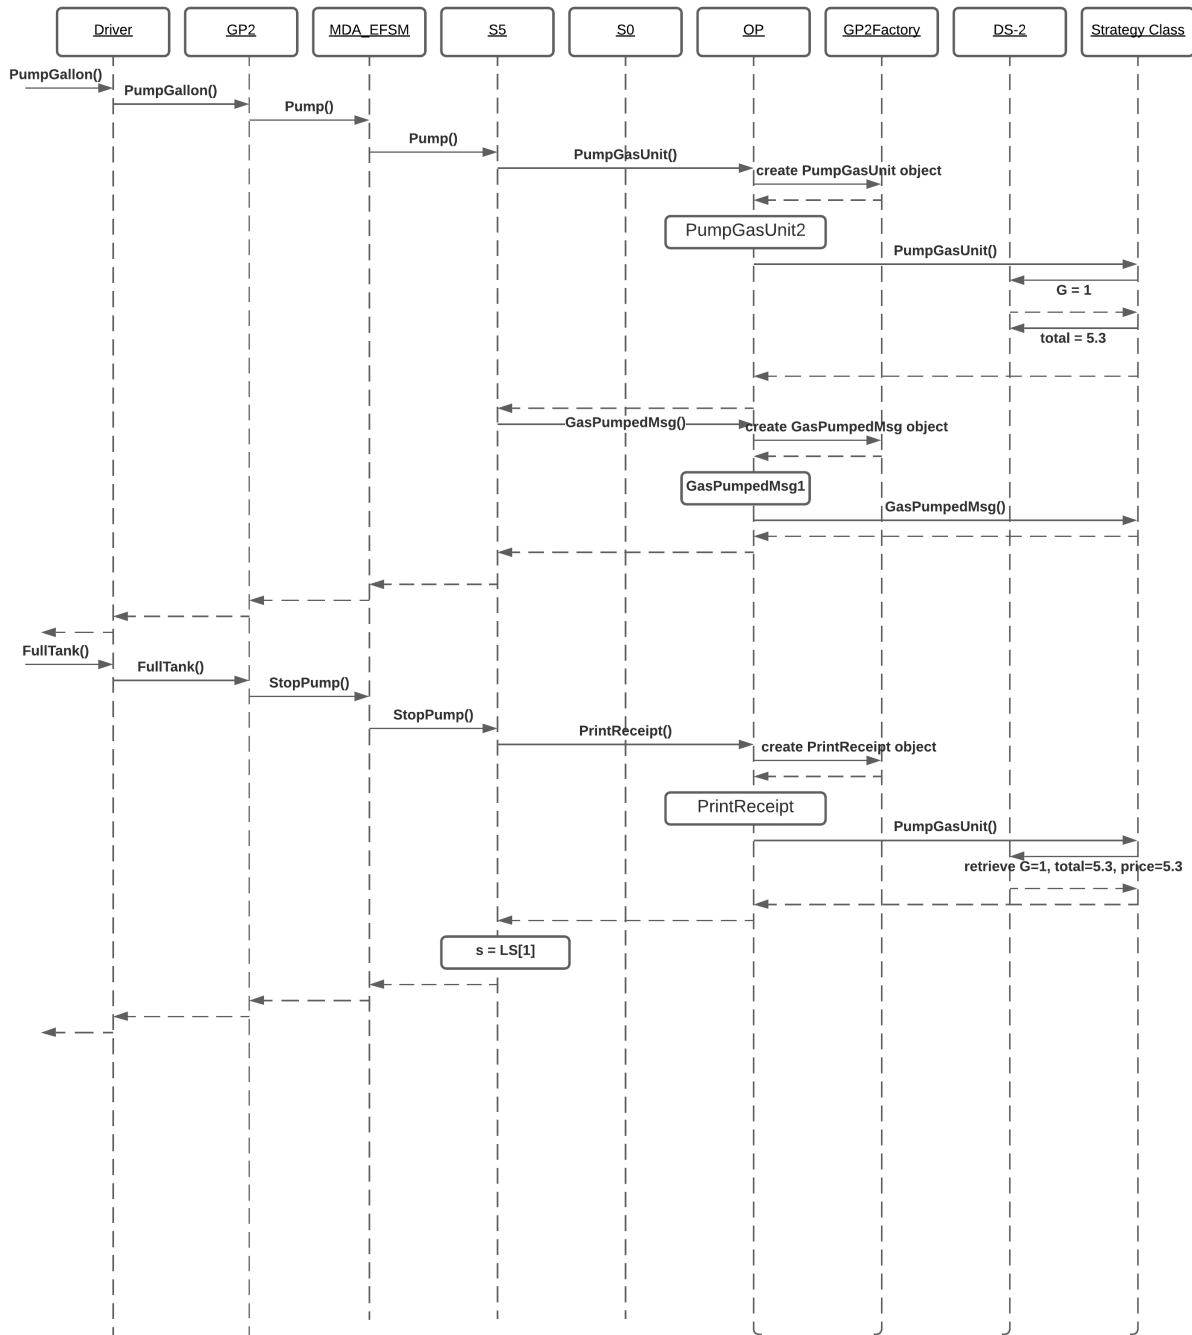 Driver
GP2
MDA_EFSM
S5
S0
OP
GP2Factory
DS-2
Strategy Class
PumpGallon()
PumpGallon()
Pump()
Pump()
PumpGasUnit()
create PumpGasUnit object
PumpGasUnit2
PumpGasUnit()
G = 1
total = 5.3
GasPumpedMsg()
create GasPumpedMsg object
GasPumpedMsg1
GasPumpedMsg()
FullTank()
FullTank()
StopPump()
StopPump()
PrintReceipt()
create PrintReceipt object
PrintReceipt
PumpGasUnit()
retrieve G=1, total=5.3, price=5.3
s = LS[1]